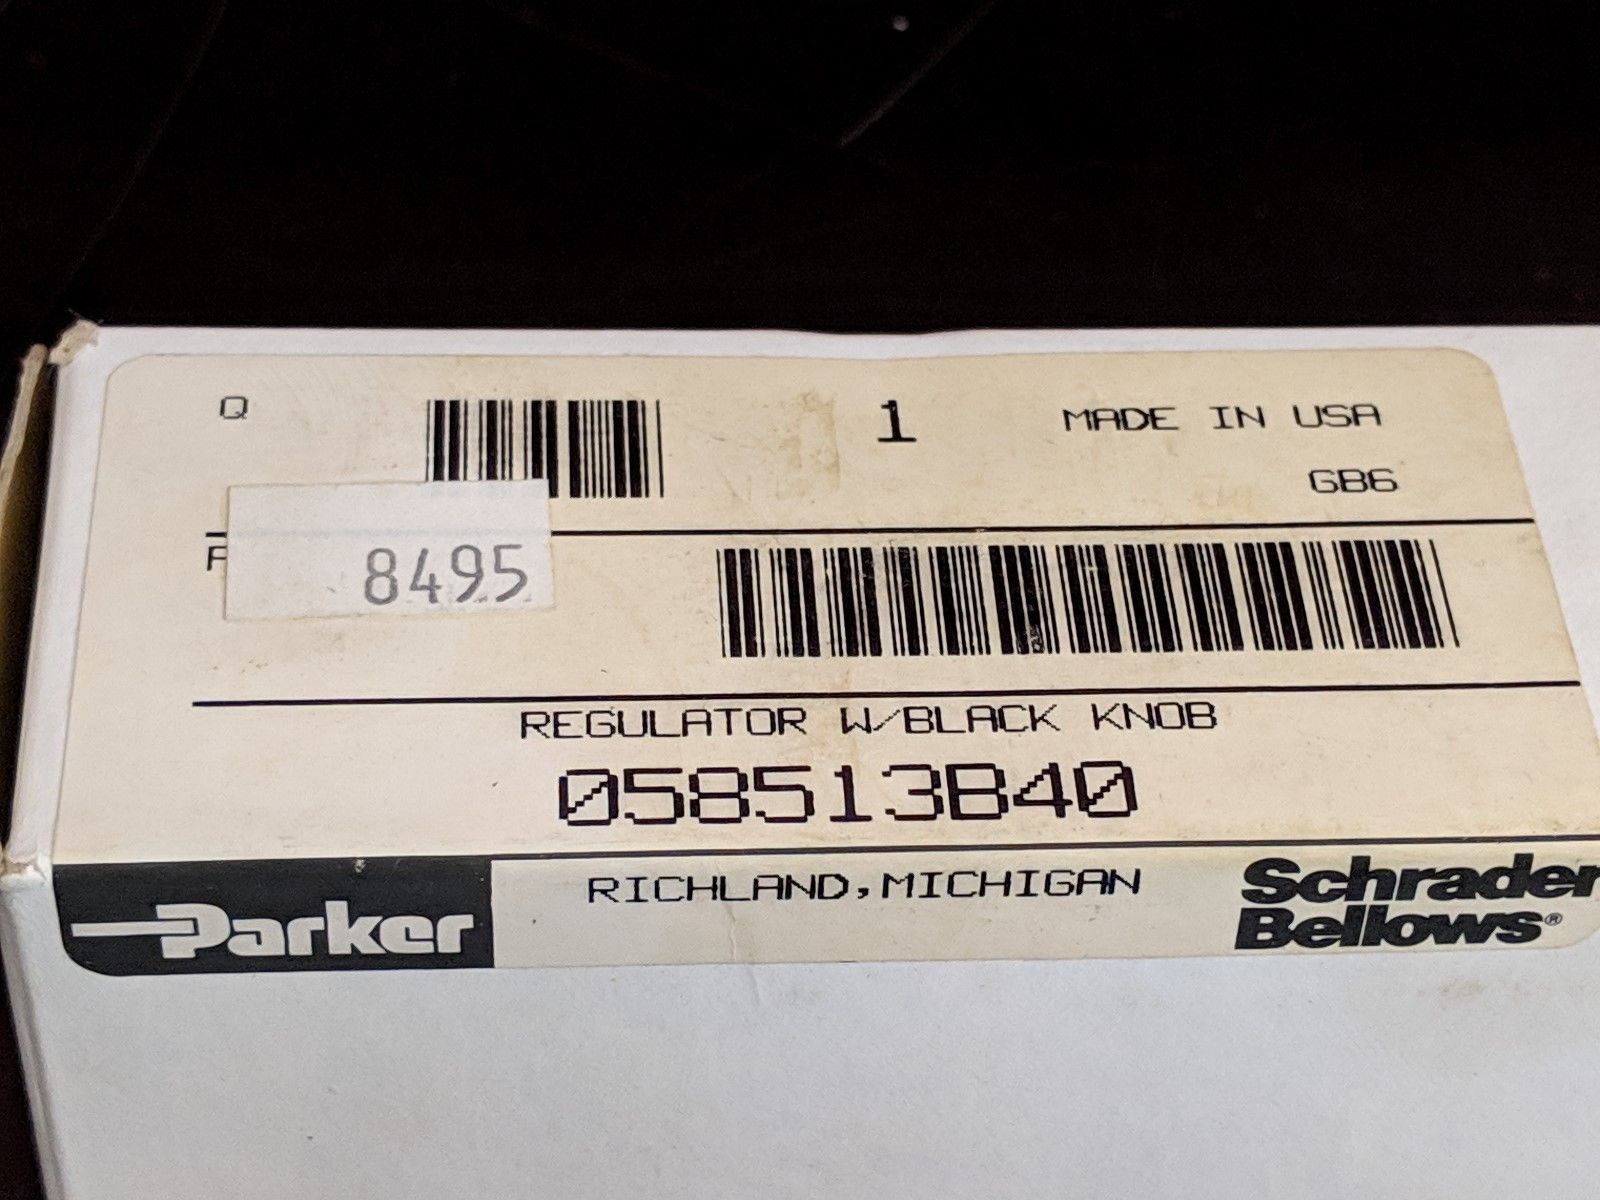 Q 1 MADE IN USA
GB6
P 8495
REGULATOR W/BLACK KNOB
058513B40
Parker RICHLAND,MICHIGAN Schrader
Bellows®